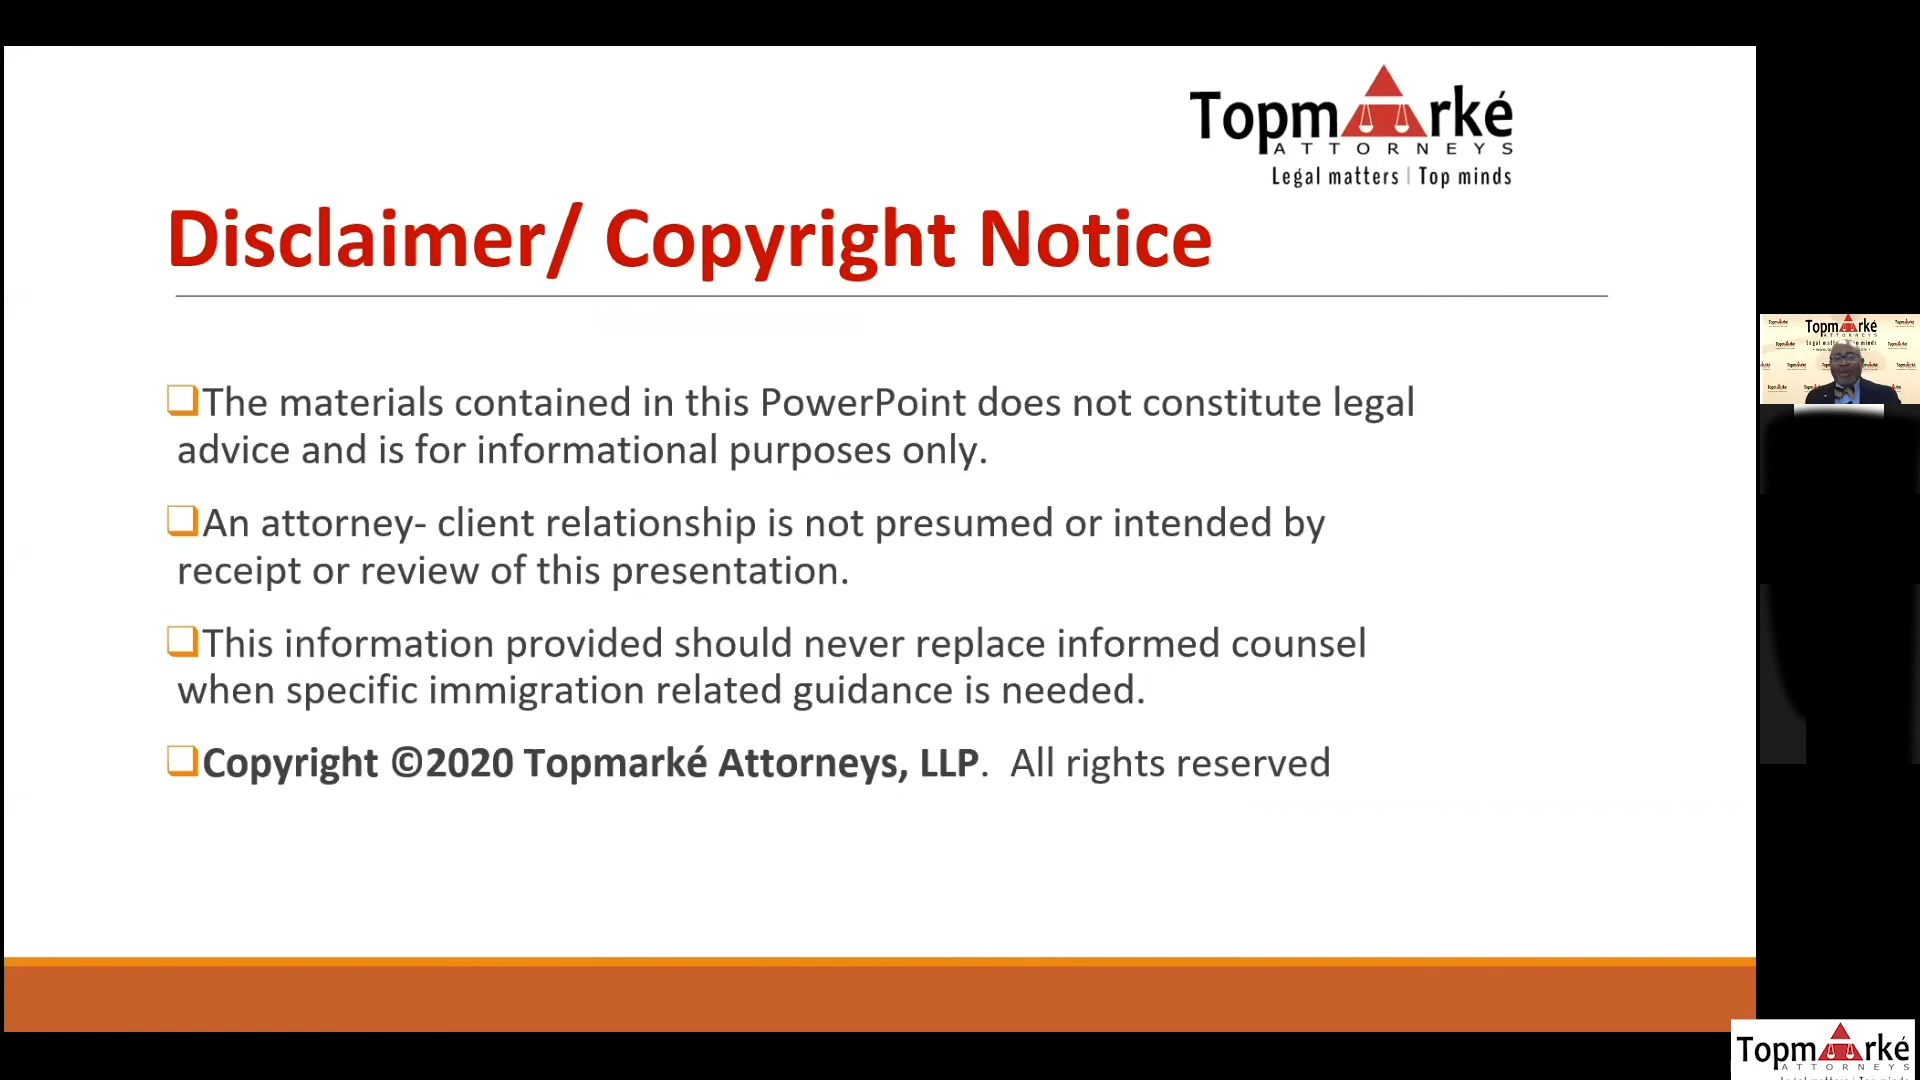 Topmarké
ATTORNEYS
Legal matters | Top minds
Disclaimer/ Copyright Notice
❑The materials contained in this PowerPoint does not constitute legal
advice and is for informational purposes only.
❑An attorney- client relationship is not presumed or intended by
receipt or review of this presentation.
❑This information provided should never replace informed counsel
when specific immigration related guidance is needed.
❑Copyright ©2020 Topmarké Attorneys, LLP.  All rights reserved
Topmarké
ATTORNEYS
Topmarké
ATTORNEYS